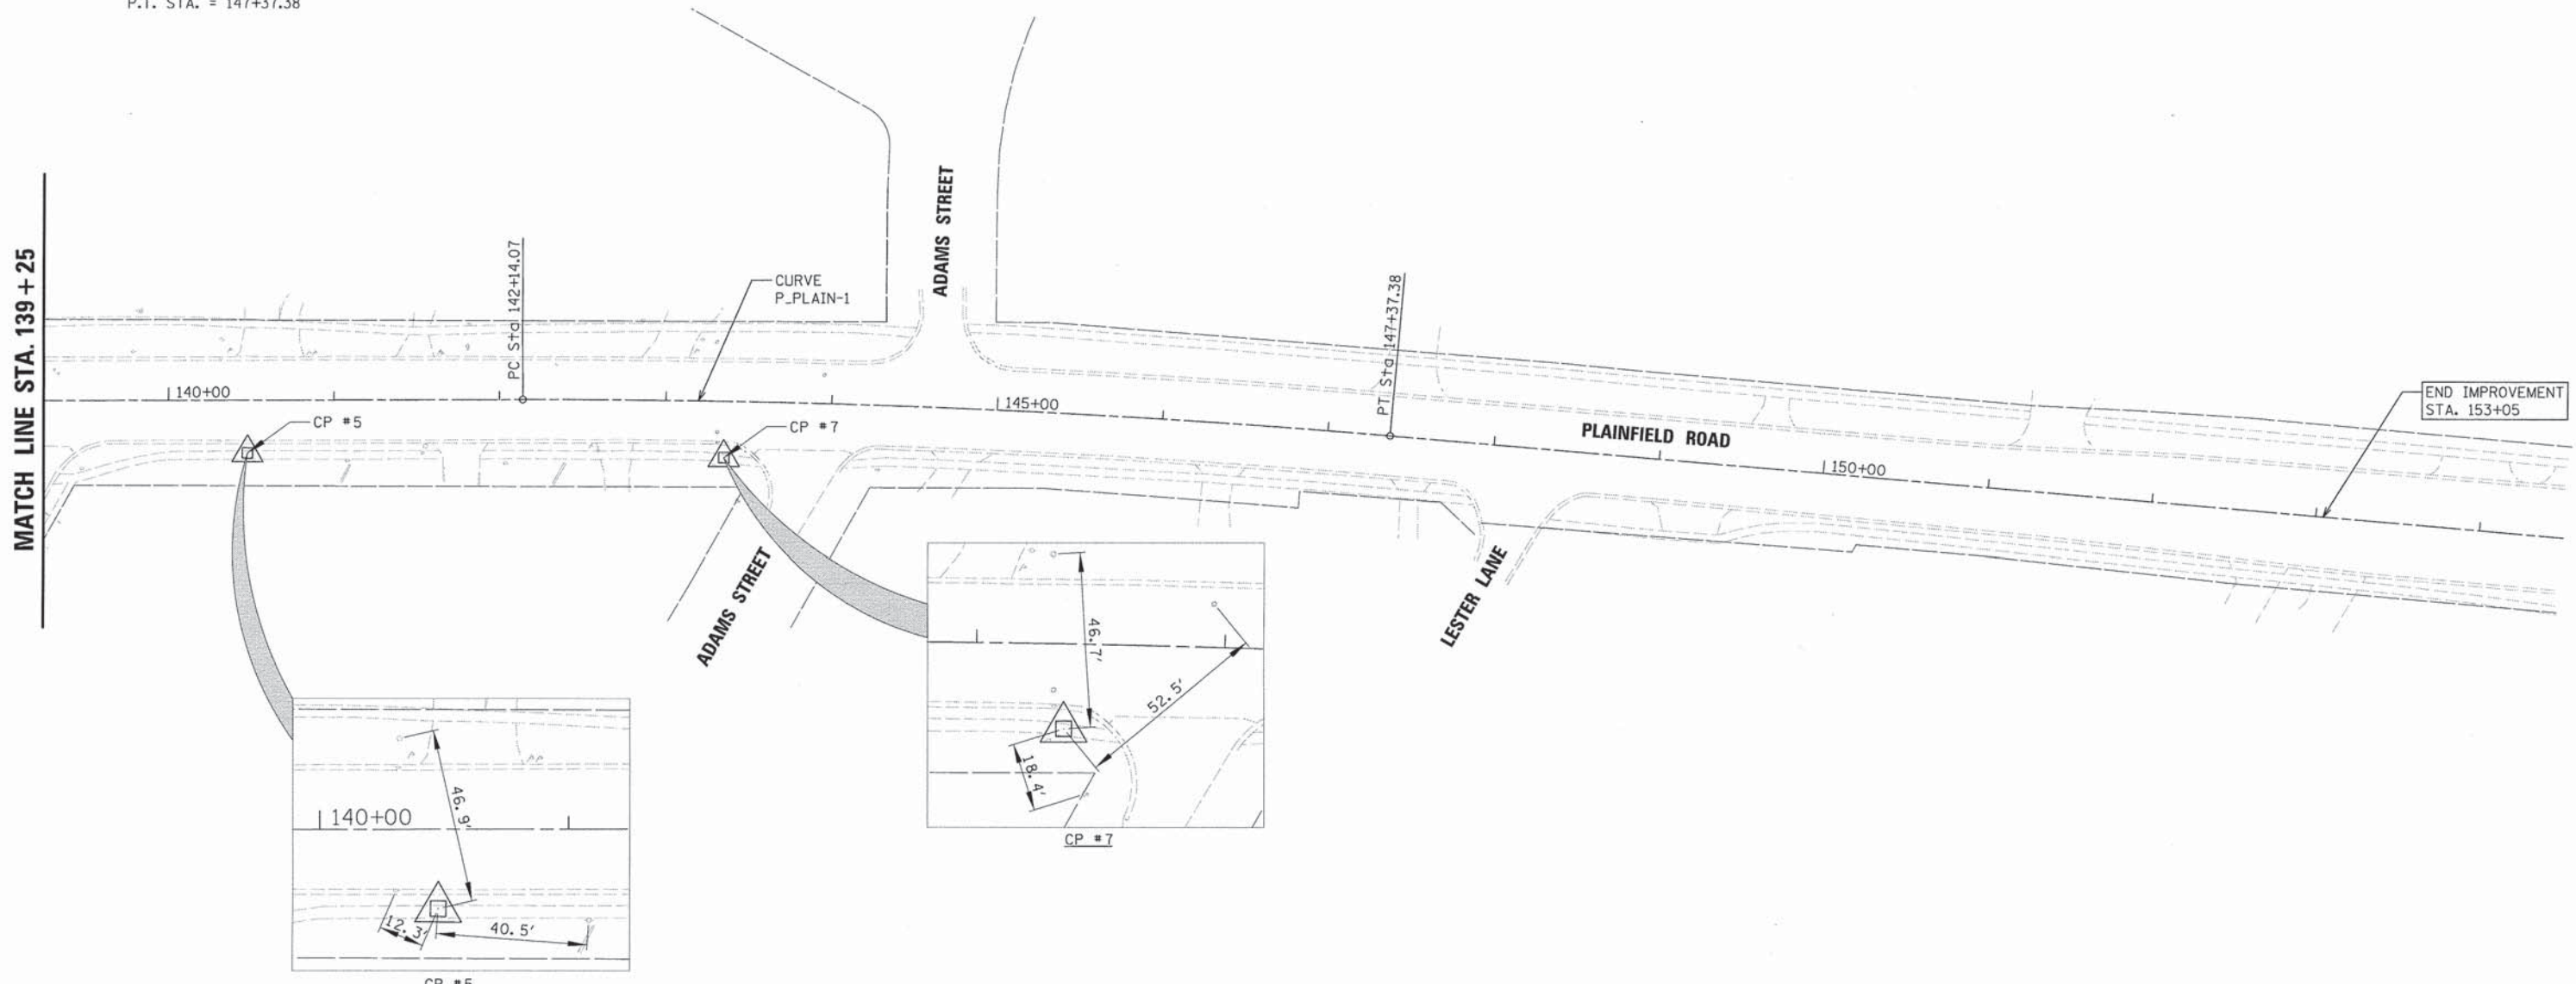 P.T. STA. = 147+37.38
MATCH LINE STA. 139+25
140+00
CP #5
PC Sta 142+14.07
CURVE
P_PLAIN-1
CP #7
ADAMS STREET
145+00
PT Sta 147+37.38
PLAINFIELD ROAD
150+00
END IMPROVEMENT
STA. 153+05
ADAMS STREET
LESTER LANE
46.7'
52.5'
18.4'
CP #7
140+00
46.9'
12.3'
40.5'
CP #5